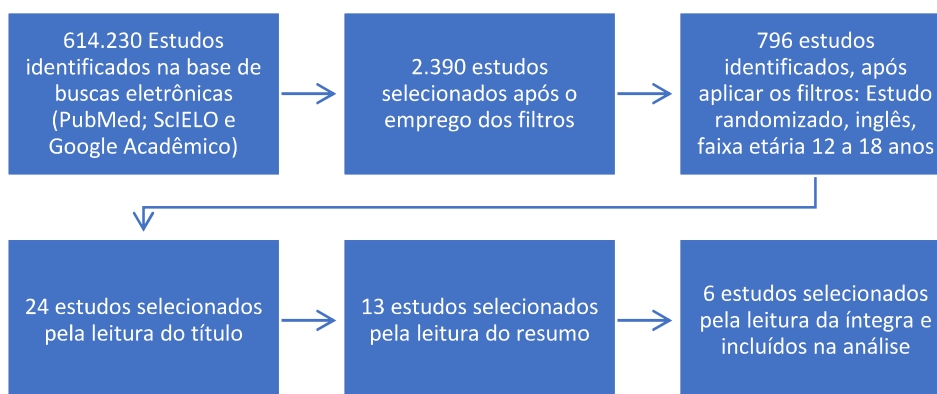 614.230 Estudos
identificados na base de
buscas eletrônicas
(PubMed; ScIELO e
Google Acadêmico)
2.390 estudos
selecionados após o
emprego dos filtros
796 estudos
identificados, após
aplicar os filtros: Estudo
randomizado, inglês,
faixa etária 12 a 18 anos
24 estudos selecionados
pela leitura do título
13 estudos selecionados
pela leitura do resumo
6 estudos selecionados
pela leitura da íntegra e
incluídos na análise